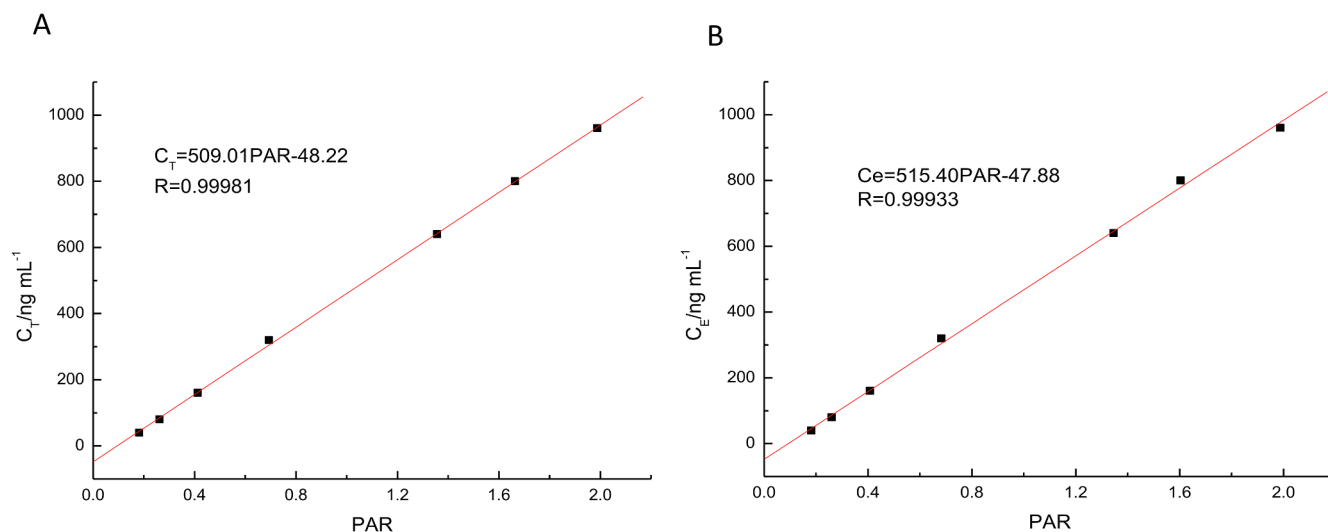 A
1000
800
600
400
200
0
C_T/ng mL⁻¹
C_T=509.01PAR-48.22
R=0.99981
0.0 0.4 0.8 1.2 1.6 2.0
PAR
B
1000
800
600
400
200
0
C_E/ng mL⁻¹
Ce=515.40PAR-47.88
R=0.99933
0.0 0.4 0.8 1.2 1.6 2.0
PAR